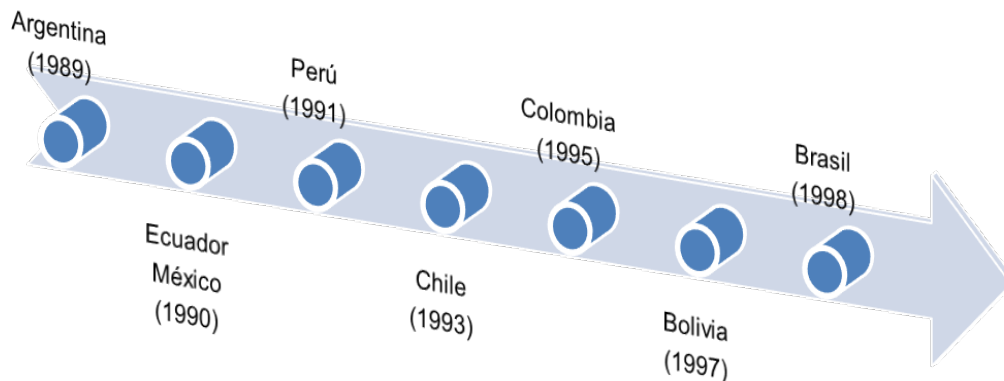 Argentina
(1989)
Ecuador
México
(1990)
Perú
(1991)
Chile
(1993)
Colombia
(1995)
Bolivia
(1997)
Brasil
(1998)